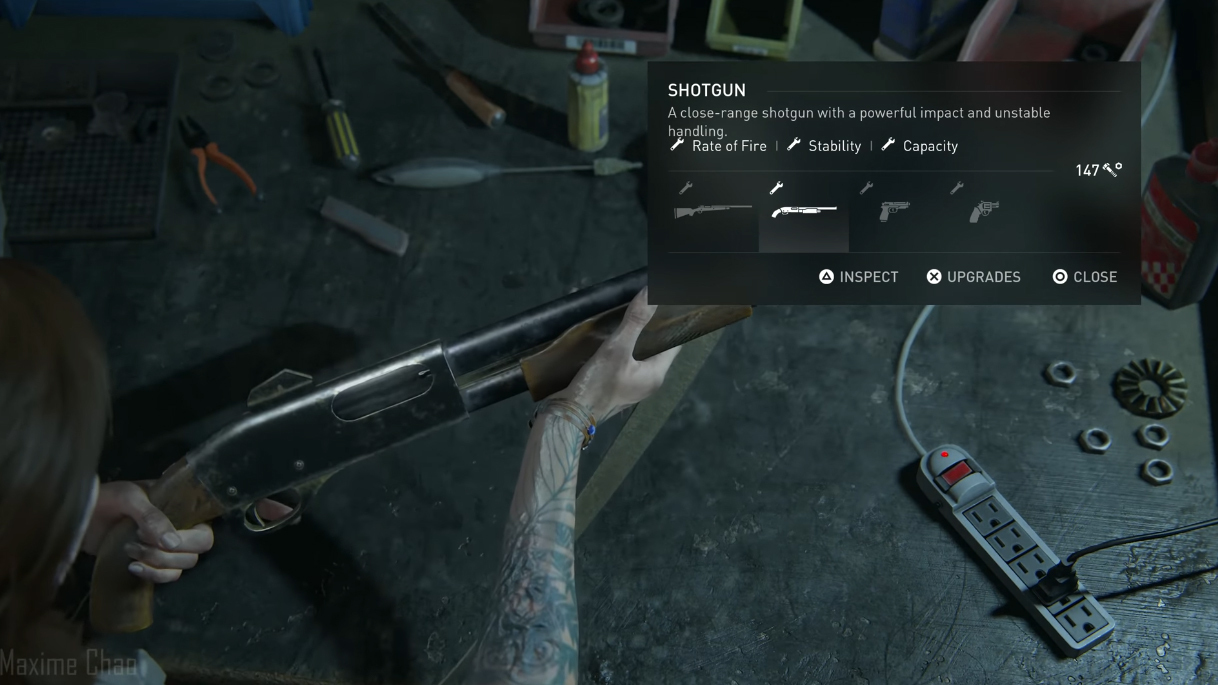 SHOTGUN
A close-range shotgun with a powerful impact and unstable
handling.
Rate of Fire | Stability | Capacity
147
INSPECT UPGRADES CLOSE
Maxime Chao